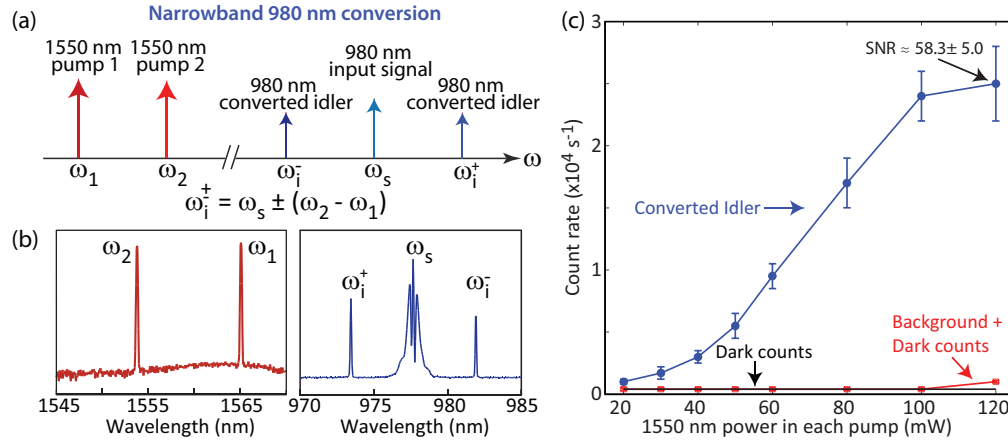 (a)
Narrowband 980 nm conversion
1550 nm
pump 1
1550 nm
pump 2
980 nm
converted idler
980 nm
input signal
980 nm
converted idler
ω
ω₁
ω₂
//
ωᵢ⁻
ωₛ
ωᵢ⁺
ωᵢ± = ωₛ ± (ω₂ - ω₁)
(b)
ω₂
ω₁
1545
1555
1565
Wavelength (nm)
ωᵢ⁺
ωₛ
ωᵢ⁻
970
975
980
985
Wavelength (nm)
(c)
Count rate (x10⁴ s⁻¹)
3
2
1
0
SNR ≈ 58.3± 5.0
Converted Idler
Dark counts
Background +
Dark counts
20
40
60
80
100
120
1550 nm power in each pump (mW)